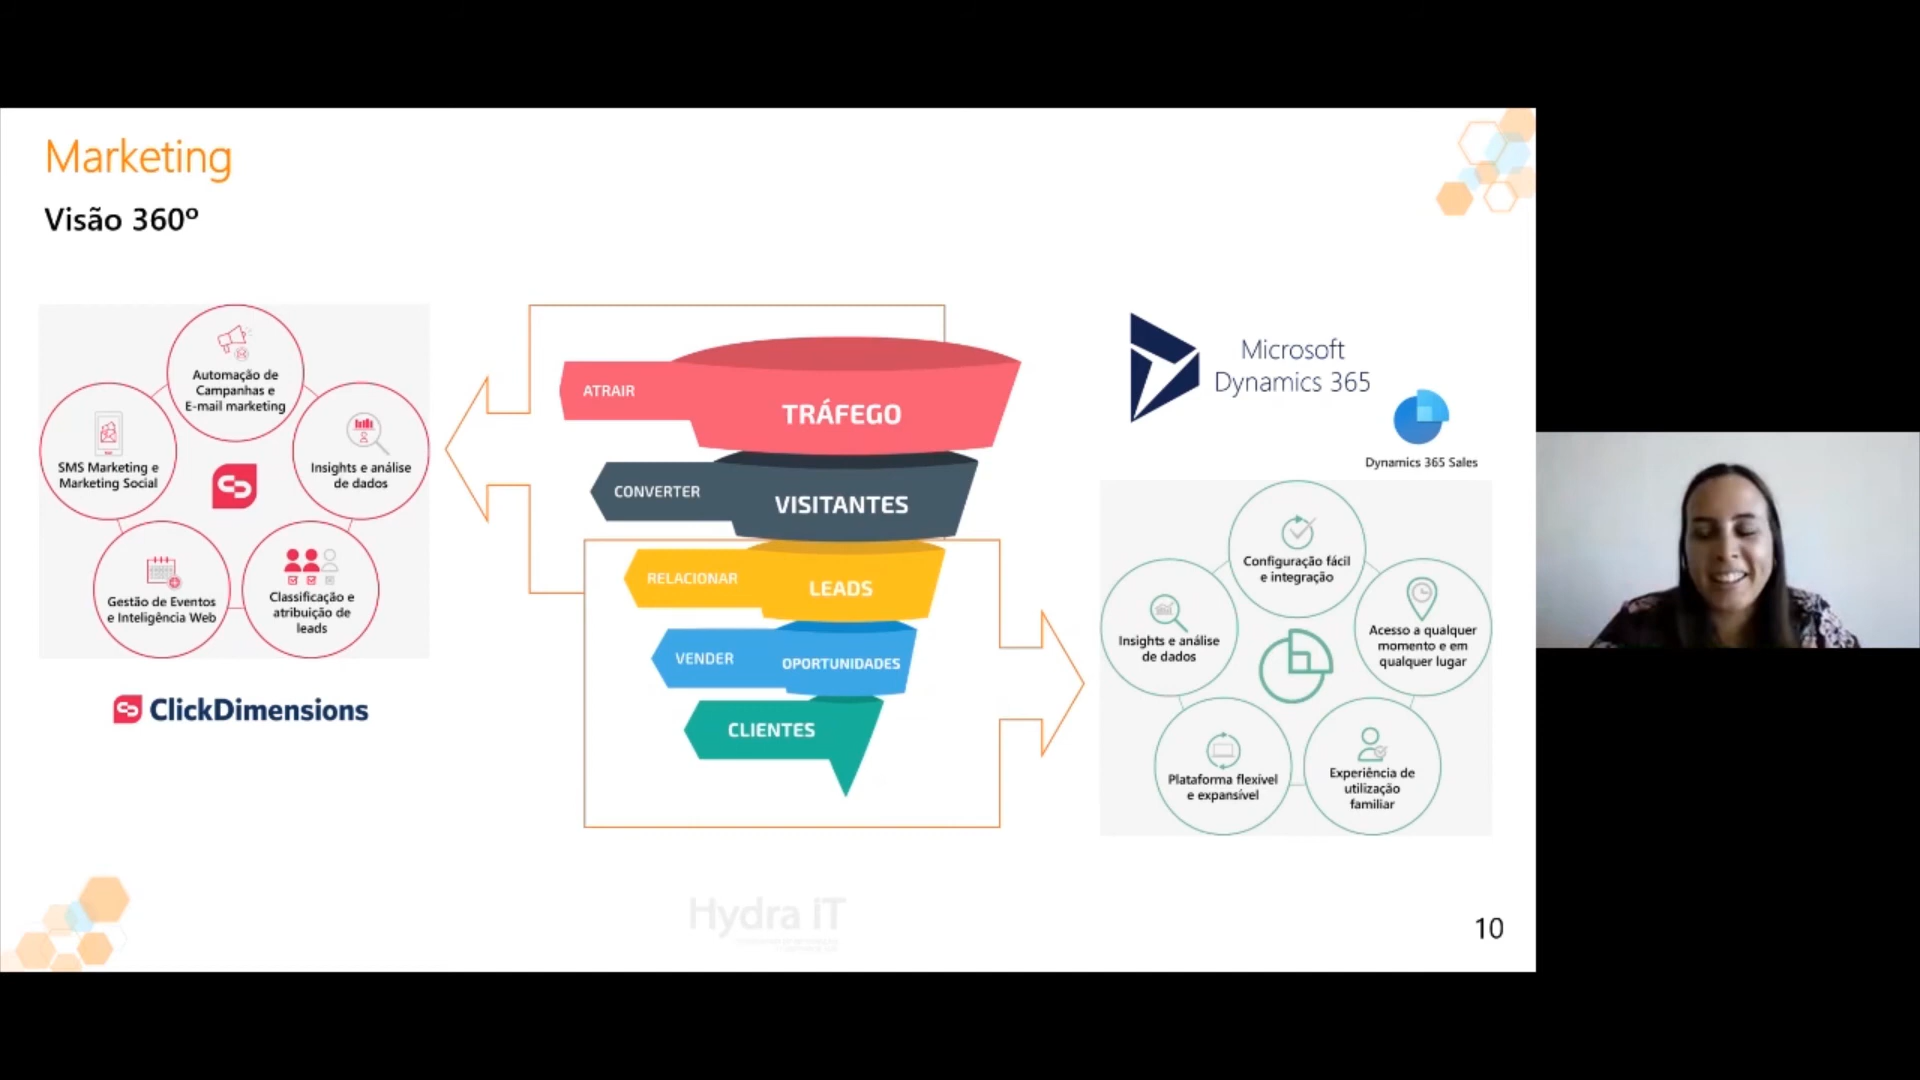 Marketing
Visão 360º
Automação de
Campanhas e
E-mail marketing
SMS Marketing e
Marketing Social
Insights e análise
de dados
Gestão de Eventos
e Inteligência Web
Classificação e
atribuição de
leads
ClickDimensions
ATRAIR
TRÁFEGO
CONVERTER
VISITANTES
RELACIONAR
LEADS
VENDER
OPORTUNIDADES
CLIENTES
Microsoft
Dynamics 365
Dynamics 365 Sales
Configuração fácil
e integração
Insights e análise
de dados
Acesso a qualquer
momento e em
qualquer lugar
Plataforma flexível
e expansível
Experiência de
utilização
familiar
Hydra iT
10